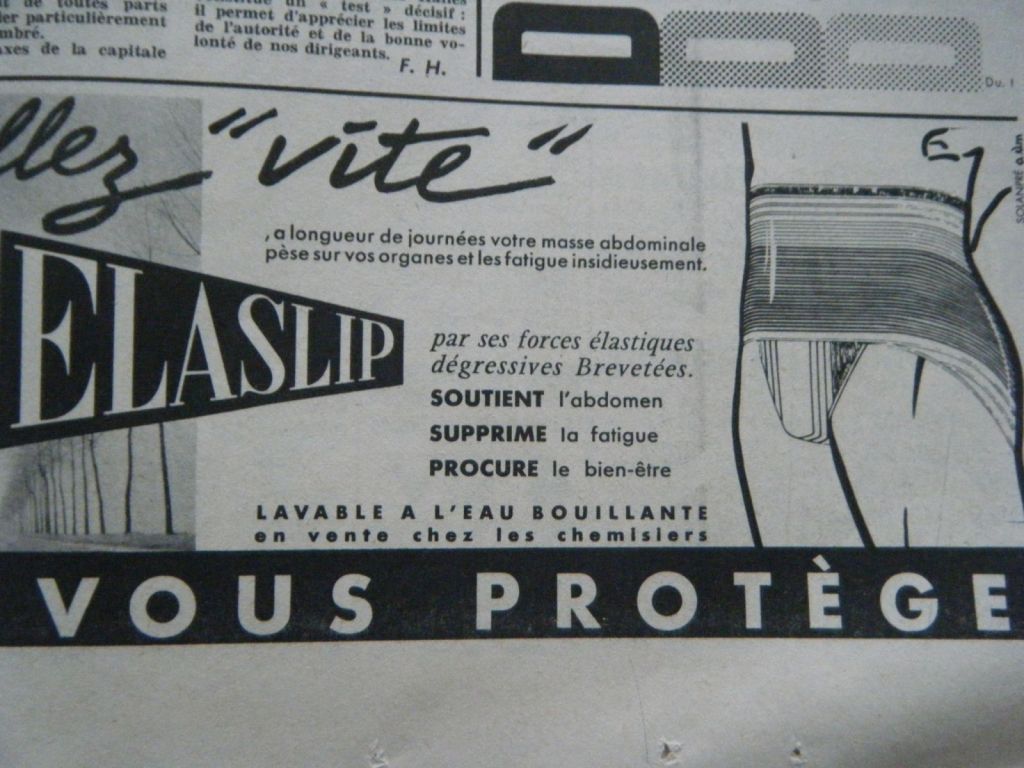 de toutes parts
particulièrement
axes de la capitale
un « test » décisif :
il permet d'apprécier les limites
de l'autorité et de la bonne vo-
lonté de nos dirigeants.
F. H.
Du. 1
llez "vite"
, a longueur de journées votre masse abdominale
pèse sur vos organes et les fatigue insidieusement.
ELASLIP
par ses forces élastiques
dégressives Brevetées.
SOUTIENT l'abdomen
SUPPRIME la fatigue
PROCURE le bien-être
LAVABLE A L'EAU BOUILLANTE
en vente chez les chemisiers
VOUS PROTÈGE